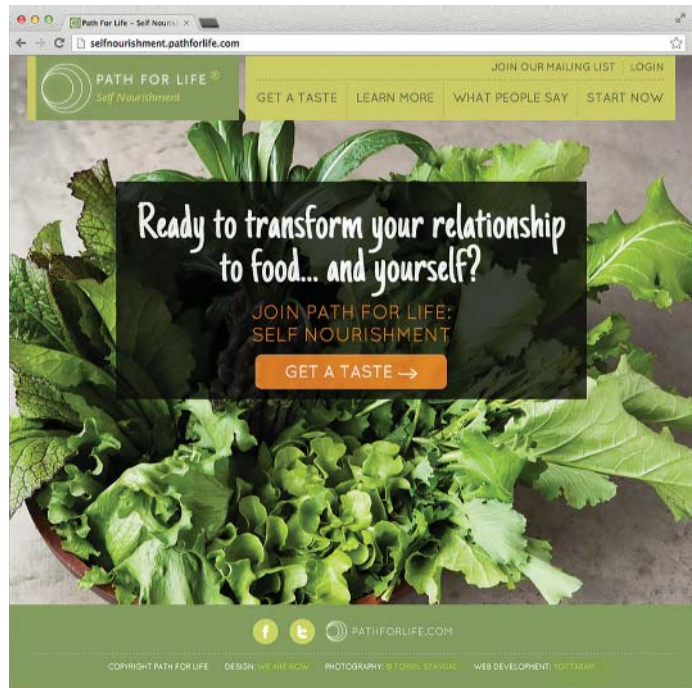 Path For Life - Self Nouris
selfnourishment.pathforlife.com
JOIN OUR MAILING LIST LOGIN
PATH FOR LIFE®
Self Nourishment
GET A TASTE LEARN MORE WHAT PEOPLE SAY START NOW
Ready to transform your relationship
to food... and yourself?
JOIN PATH FOR LIFE:
SELF NOURISHMENT
GET A TASTE →
PATHFORLIFE.COM
COPYRIGHT PATH FOR LIFE DESIGN: WE ARE NOW PHOTOGRAPHY: © TORKIL STAVDAL WEB DEVELOPMENT: YOTTARAM